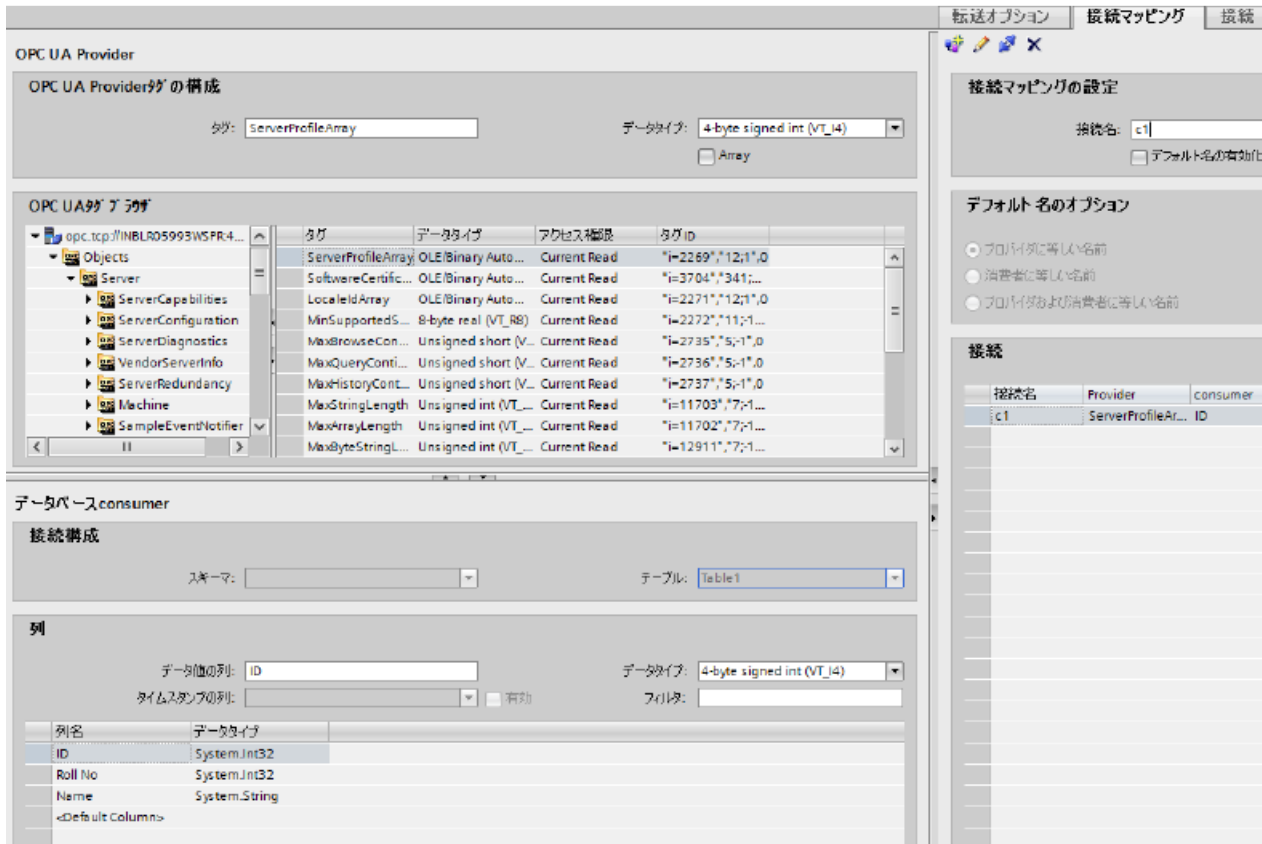 転送オプション 接続マッピング 接続
OPC UA Provider
OPC UA Providerタグの構成
タグ: ServerProfileArray データタイプ: 4-byte signed int (VT_I4)
Array
OPC UAタグ ブラウザ
opc.tcp://INBLR05993WSPR:4...
Objects
Server
ServerCapabilities
ServerConfiguration
ServerDiagnostics
VendorServerInfo
ServerRedundancy
Machine
SampleEventNotifier
タグ データタイプ アクセス権限 タグID
ServerProfileArray OLE/Binary Auto... Current Read "i=2269","12;1",0
SoftwareCertific... OLE/Binary Auto... Current Read "i=3704","341;...
LocaleIdArray OLE/Binary Auto... Current Read "i=2271","12;1",0
MinSupportedS... 8-byte real (VT_R8) Current Read "i=2272","11;-1...
MaxBrowseCon... Unsigned short (V... Current Read "i=2735","5;-1",0
MaxQueryConti... Unsigned short (V... Current Read "i=2736","5;-1",0
MaxHistoryCont... Unsigned short (V... Current Read "i=2737","5;-1",0
MaxStringLength Unsigned int (VT_... Current Read "i=11703","7;-1...
MaxArrayLength Unsigned int (VT_... Current Read "i=11702","7;-1...
MaxByteStringL... Unsigned int (VT_... Current Read "i=12911","7;-1...
データベースconsumer
接続構成
スキーマ: テーブル: Table1
列
データ値の列: ID データタイプ: 4-byte signed int (VT_I4)
タイムスタンプの列: 有効 フィルタ:
列名 データタイプ
ID System.Int32
Roll No System.Int32
Name System.String
<Default Column>
接続マッピングの設定
接続名: c1
デフォルト名の有効化
デフォルト 名のオプション
プロバイダに等しい名前
消費者に等しい名前
プロバイダおよび消費者に等しい名前
接続
接続名 Provider consumer
c1 ServerProfileAr... ID